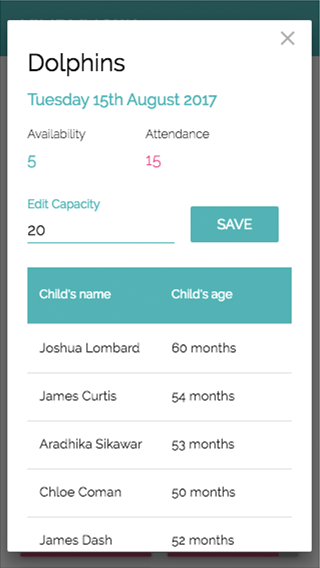 Dolphins
Tuesday 15th August 2017
Availability Attendance
5 15
Edit Capacity
20 SAVE
Child's name Child's age
Joshua Lombard 60 months
James Curtis 54 months
Aradhika Sikawar 53 months
Chloe Coman 50 months
James Dash 52 months